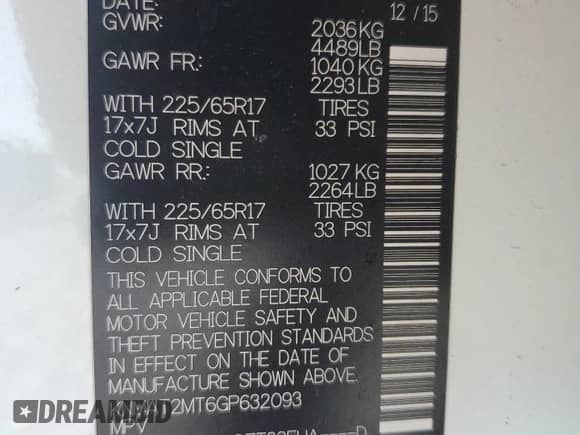 DATE: 12 / 15
GVWR: 2036 KG
4489 LB
GAWR FR.: 1040 KG
2293 LB
WITH 225/65R17 TIRES
17x7J RIMS AT 33 PSI
COLD SINGLE
GAWR RR.: 1027 KG
2264 LB
WITH 225/65R17 TIRES
17x7J RIMS AT 33 PSI
COLD SINGLE
THIS VEHICLE CONFORMS TO
ALL APPLICABLE FEDERAL
MOTOR VEHICLE SAFETY AND
THEFT PREVENTION STANDARDS
IN EFFECT ON THE DATE OF
MANUFACTURE SHOWN ABOVE.
2MT6GP632093
MPV